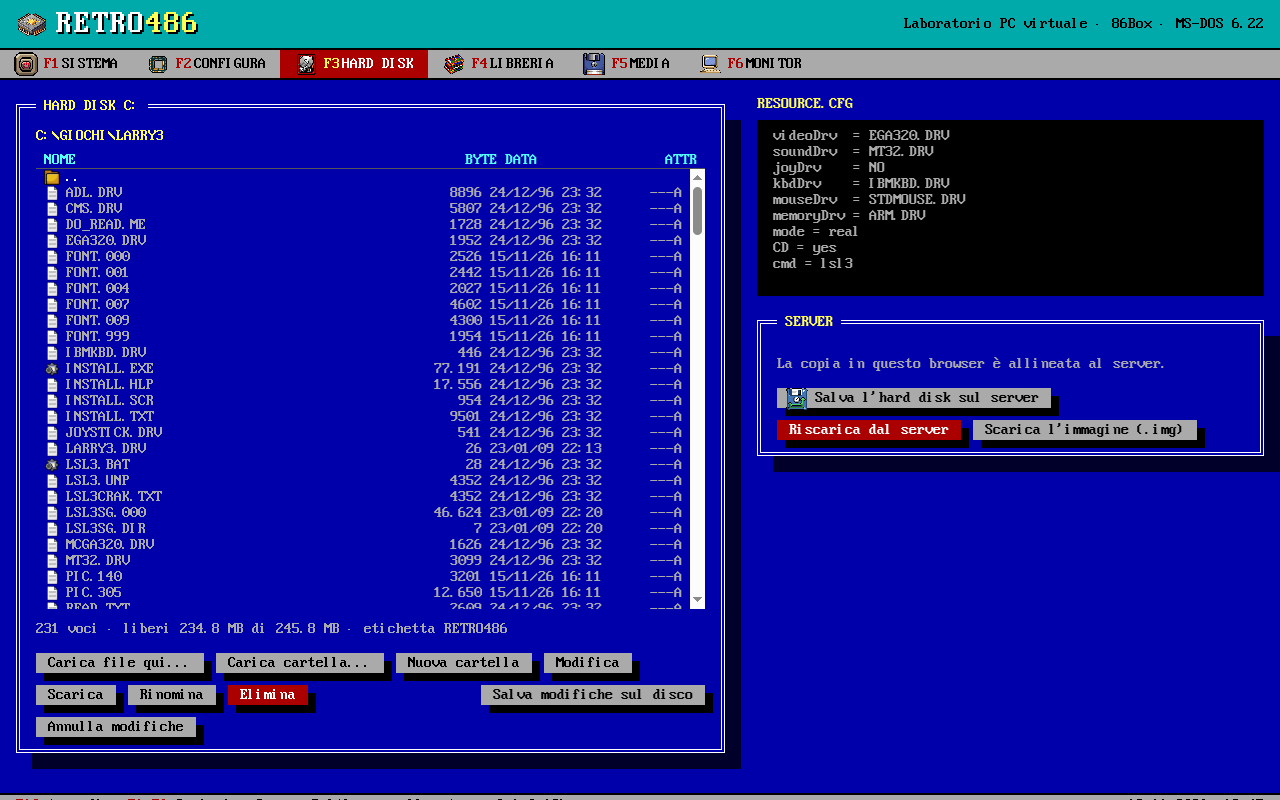 RETRO486
Laboratorio PC virtuale · 86Box · MS-DOS 6.22
F1 SISTEMA F2 CONFIGURA F3 HARD DISK F4 LIBRERIA F5 MEDIA F6 MONITOR
HARD DISK C:
C:\GIOCHI\LARRY3
NOME BYTE DATA ATTR
..
ADL.DRV 8896 24/12/96 23:32 ---A
CMS.DRV 5807 24/12/96 23:32 ---A
DO_READ.ME 1728 24/12/96 23:32 ---A
EGA320.DRV 1952 24/12/96 23:32 ---A
FONT.000 2526 15/11/26 16:11 ---A
FONT.001 2442 15/11/26 16:11 ---A
FONT.004 2027 15/11/26 16:11 ---A
FONT.007 4602 15/11/26 16:11 ---A
FONT.009 4300 15/11/26 16:11 ---A
FONT.999 1954 15/11/26 16:11 ---A
IBMKBD.DRV 446 24/12/96 23:32 ---A
INSTALL.EXE 77.191 24/12/96 23:32 ---A
INSTALL.HLP 17.556 24/12/96 23:32 ---A
INSTALL.SCR 954 24/12/96 23:32 ---A
INSTALL.TXT 9501 24/12/96 23:32 ---A
JOYSTICK.DRV 541 24/12/96 23:32 ---A
LARRY3.DRV 26 23/01/09 22:13 ---A
LSL3.BAT 28 24/12/96 23:32 ---A
LSL3.UNP 4352 24/12/96 23:32 ---A
LSL3CRAK.TXT 4352 24/12/96 23:32 ---A
LSL3SG.000 46.624 23/01/09 22:20 ---A
LSL3SG.DIR 7 23/01/09 22:20 ---A
MCGA320.DRV 1626 24/12/96 23:32 ---A
MT32.DRV 3099 24/12/96 23:32 ---A
PIC.140 3201 15/11/26 16:11 ---A
PIC.305 12.650 15/11/26 16:11 ---A
READ.TXT 2609 24/12/96 23:32 ---A
231 voci · liberi 234.8 MB di 245.8 MB · etichetta RETRO486
Carica file qui... Carica cartella... Nuova cartella Modifica
Scarica Rinomina Elimina Salva modifiche sul disco
Annulla modifiche
RESOURCE.CFG
videoDrv = EGA320.DRV
soundDrv = MT32.DRV
joyDrv = NO
kbdDrv = IBMKBD.DRV
mouseDrv = STDMOUSE.DRV
memoryDrv = ARM.DRV
mode = real
CD = yes
cmd = lsl3
SERVER
La copia in questo browser è allineata al server.
Salva l'hard disk sul server
Riscarica dal server Scarica l'immagine (.img)